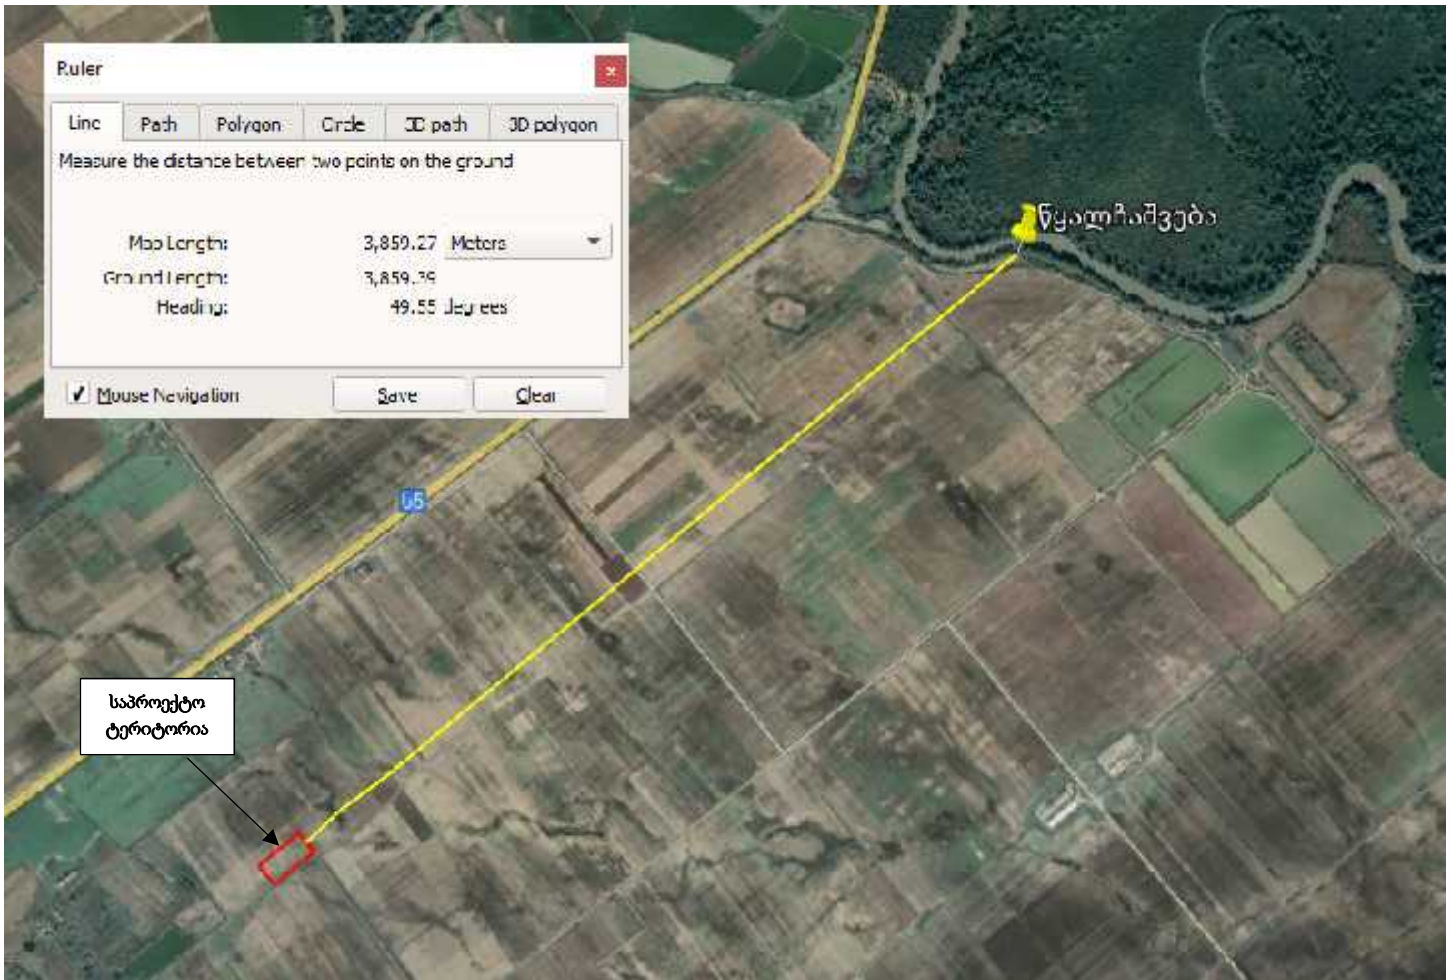 Ruler
Line Path Polygon Circle 3D path 3D polygon
Measure the distance between two points on the ground
Map Length: 3,859.27 Meters
Ground Length: 3,859.39
Heading: 49.55 degrees
Mouse Navigation Save Clear
წყალჩაშვება
საპროექტო
ტერიტორია